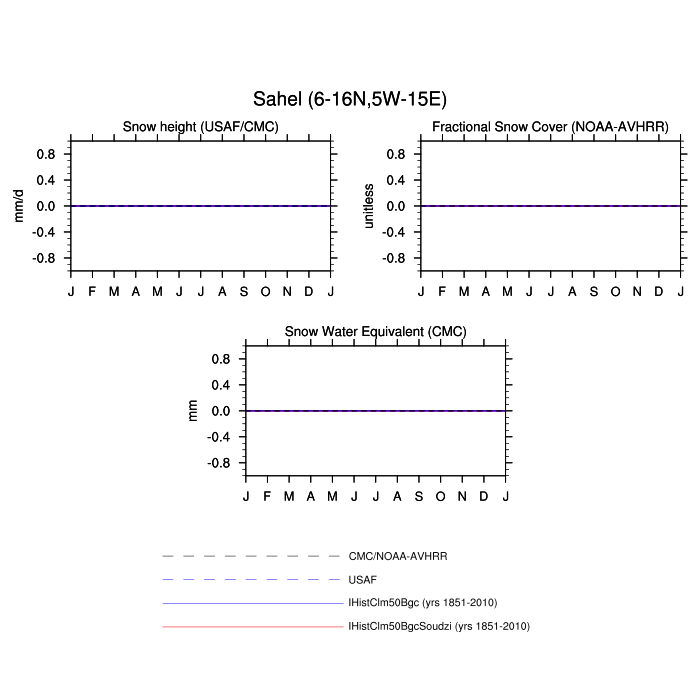 Sahel (6-16N,5W-15E)
Snow height (USAF/CMC)
mm/d
0.8
0.4
0.0
-0.4
-0.8
J F M A M J J A S O N D J
Fractional Snow Cover (NOAA-AVHRR)
unitless
0.8
0.4
0.0
-0.4
-0.8
J F M A M J J A S O N D J
Snow Water Equivalent (CMC)
mm
0.8
0.4
0.0
-0.4
-0.8
J F M A M J J A S O N D J
CMC/NOAA-AVHRR
USAF
IHistClm50Bgc (yrs 1851-2010)
IHistClm50BgcSoudzi (yrs 1851-2010)